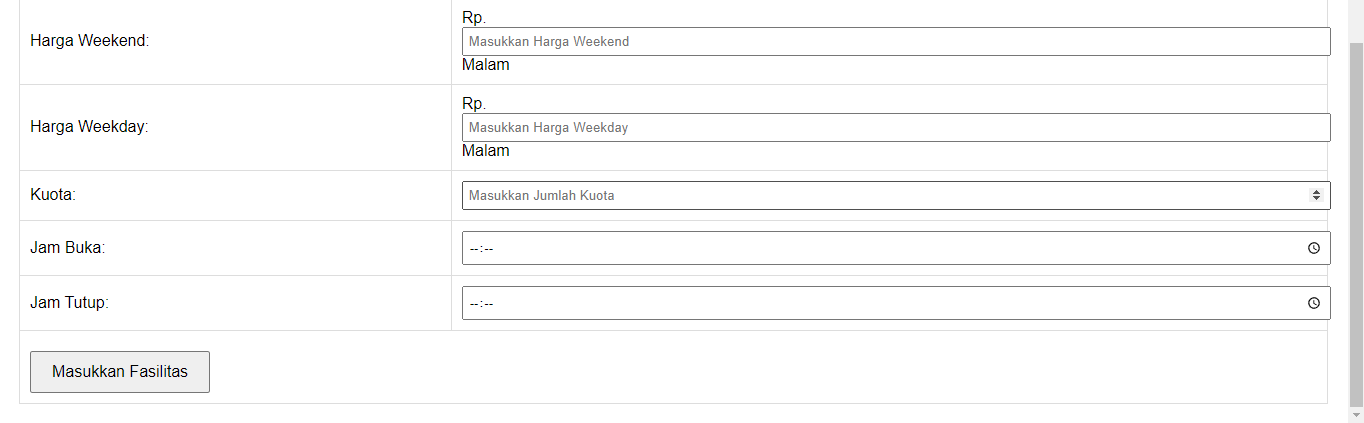 Rp.
Harga Weekend:
Masukkan Harga Weekend
Malam
Rp.
Harga Weekday:
Masukkan Harga Weekday
Malam
Kuota:
Masukkan Jumlah Kuota
Jam Buka:
--:--
Jam Tutup:
--:--
Masukkan Fasilitas